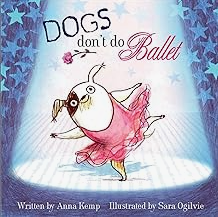 DOGS
don't do
Ballet
Written by Anna Kemp Illustrated by Sara Ogilvie